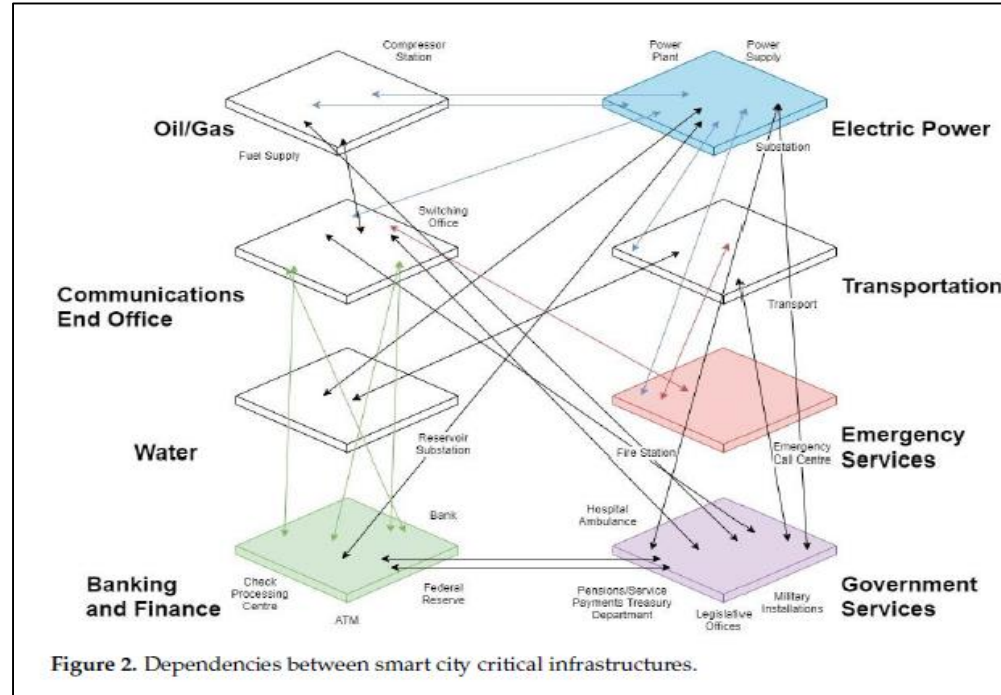 Compressor
Station
Power
Plant
Power
Supply
Oil/Gas
Electric Power
Fuel Supply
Substation
Switching
Office
Communications
End Office
Transport
Transportation
Water
Reservoir
Substation
Fire Station
Emergency
Call Centre
Emergency
Services
Bank
Hospital
Ambulance
Banking
and Finance
Check
Processing
Centre
ATM
Federal
Reserve
Pensions/Service
Payments Treasury
Department
Legislative
Offices
Military
Installations
Government
Services
Figure 2. Dependencies between smart city critical infrastructures.